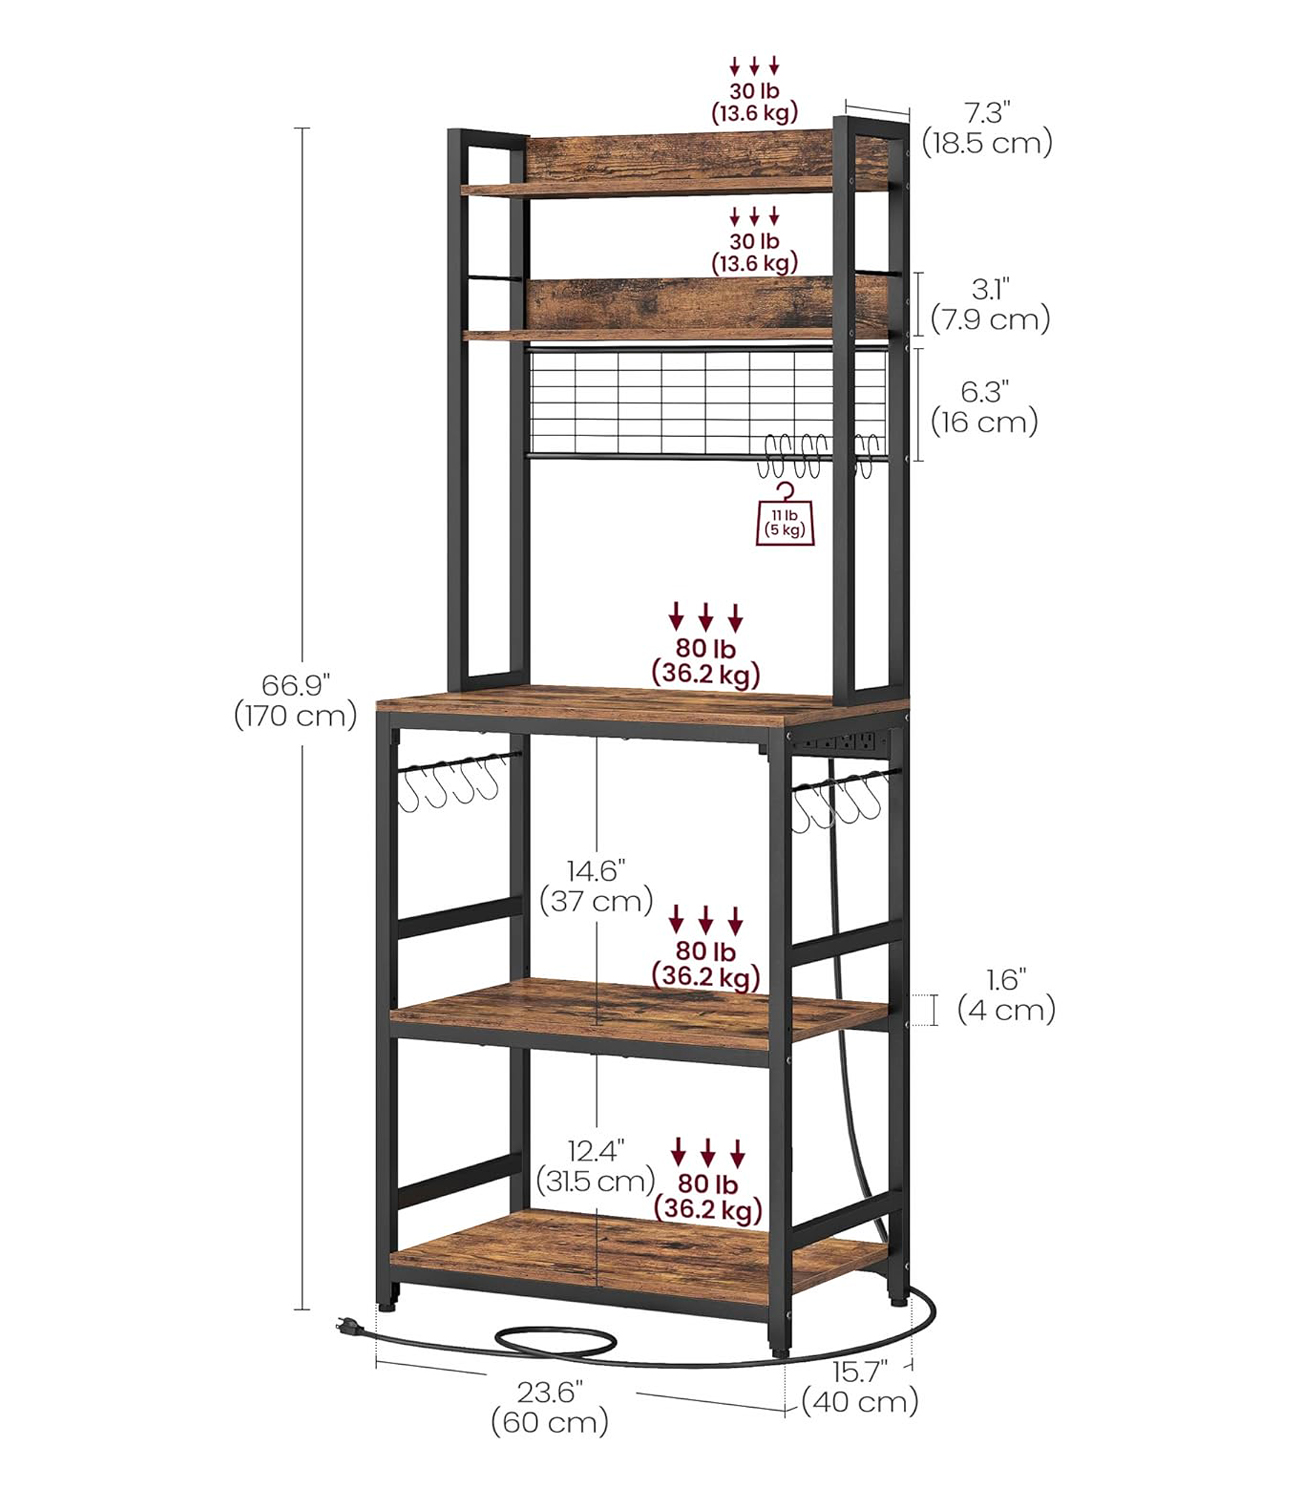 30 lb
(13.6 kg)
7.3"
(18.5 cm)
30 lb
(13.6 kg)
3.1"
(7.9 cm)
6.3"
(16 cm)
11 lb
(5 kg)
80 lb
(36.2 kg)
66.9"
(170 cm)
14.6"
(37 cm)
80 lb
(36.2 kg)
1.6"
(4 cm)
12.4"
(31.5 cm)
80 lb
(36.2 kg)
15.7"
(40 cm)
23.6"
(60 cm)